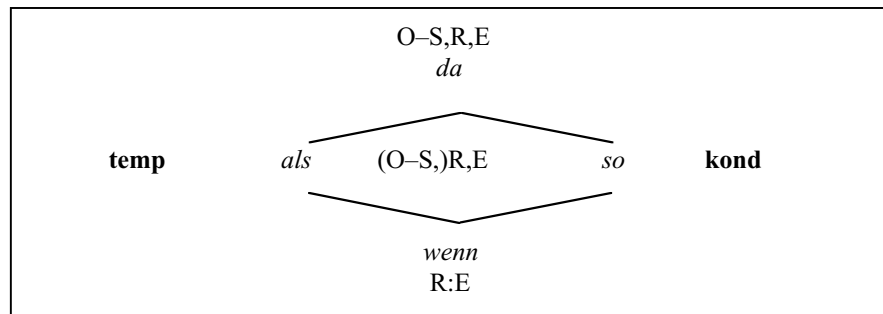 O–S,R,E
da
temp als (O–S,)R,E so kond
wenn
R:E